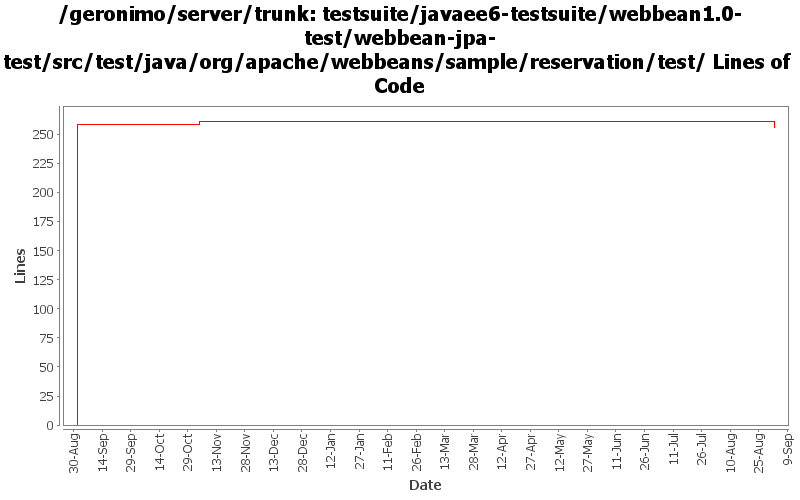 /geronimo/server/trunk: testsuite/javaee6-testsuite/webbean1.0-
test/webbean-jpa-
test/src/test/java/org/apache/webbeans/sample/reservation/test/ Lines of
Code
Lines
250
225
200
175
150
125
100
75
50
25
0
30-Aug
14-Sep
29-Sep
14-Oct
29-Oct
13-Nov
28-Nov
13-Dec
28-Dec
12-Jan
27-Jan
11-Feb
26-Feb
13-Mar
28-Mar
12-Apr
27-Apr
12-May
27-May
11-Jun
26-Jun
11-Jul
26-Jul
10-Aug
25-Aug
9-Sep
Date